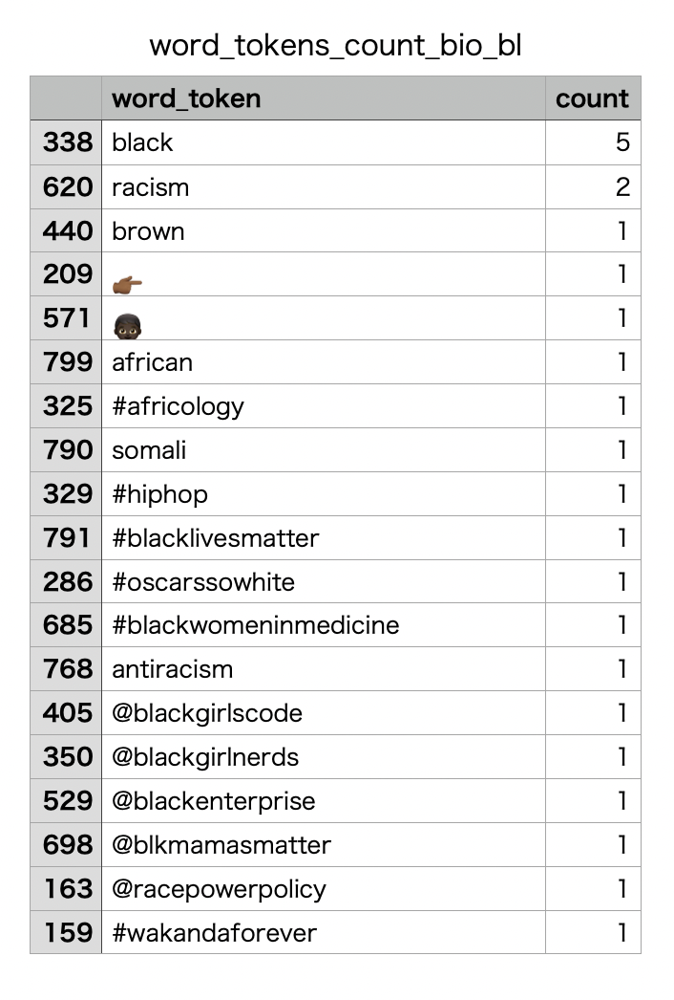 word_tokens_count_bio_bl
word_token count
338 black 5
620 racism 2
440 brown 1
209 👉🏾 1
571 👦🏿 1
799 african 1
325 #africology 1
790 somali 1
329 #hiphop 1
791 #blacklivesmatter 1
286 #oscarssowhite 1
685 #blackwomeninmedicine 1
768 antiracism 1
405 @blackgirlscode 1
350 @blackgirlnerds 1
529 @blackenterprise 1
698 @blkmamasmatter 1
163 @racepowerpolicy 1
159 #wakandaforever 1